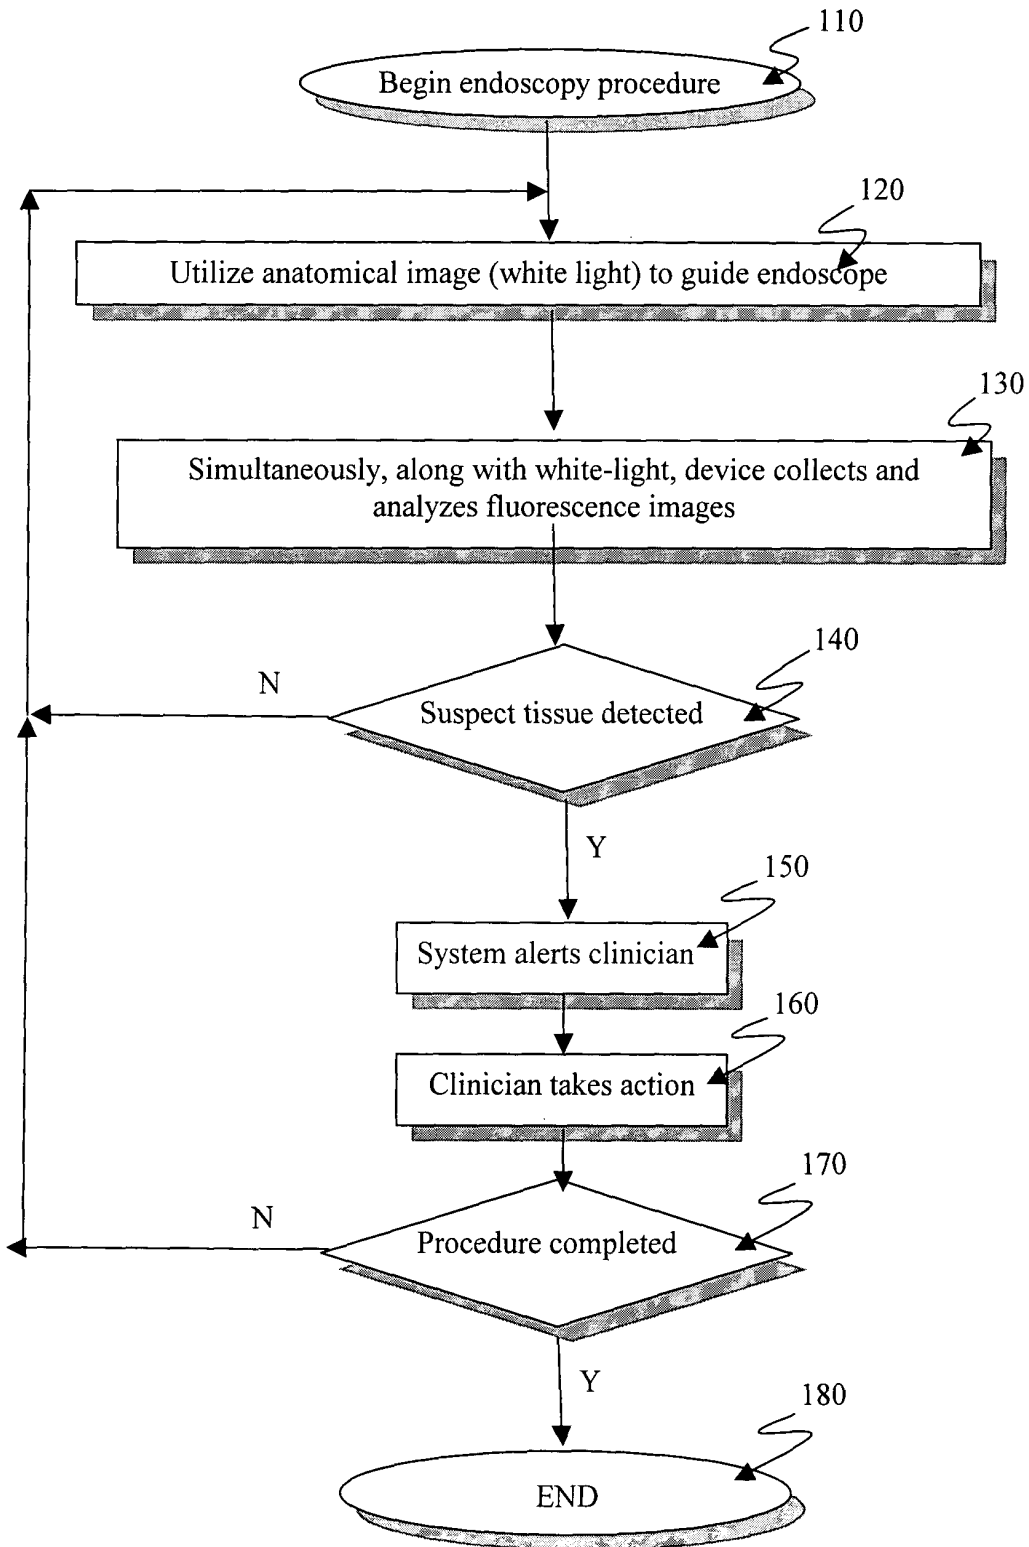 110
Begin endoscopy procedure
120
Utilize anatomical image (white light) to guide endoscope
130
Simultaneously, along with white-light, device collects and
analyzes fluorescence images
140
N
Suspect tissue detected
Y
150
System alerts clinician
160
Clinician takes action
170
N
Procedure completed
Y
180
END